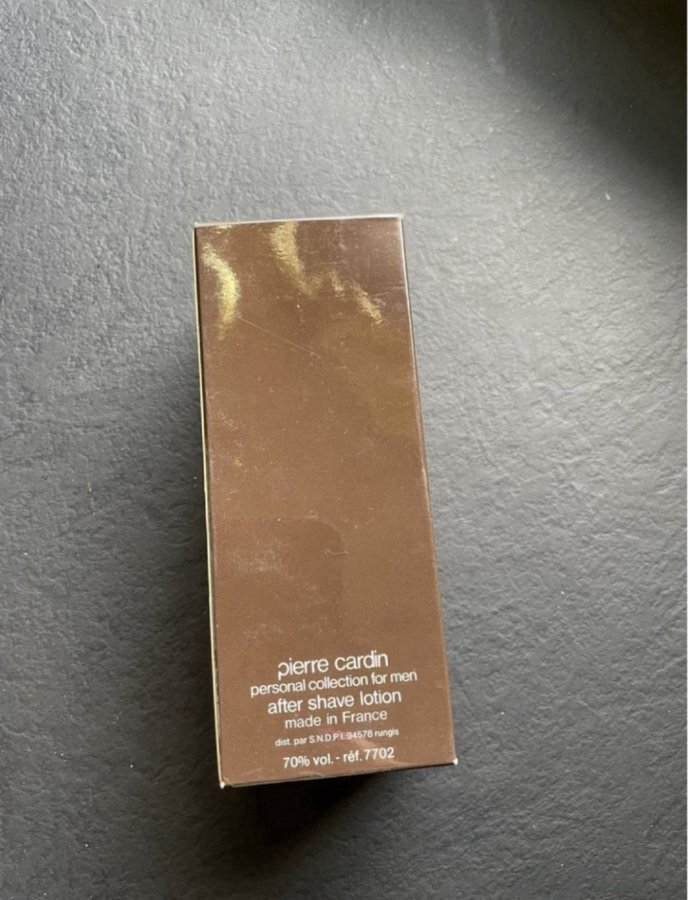 pierre cardin
personal collection for men
after shave lotion
made in France
dist. par S.N.D.P.I. 94578 rungis
70% vol. - réf. 7702